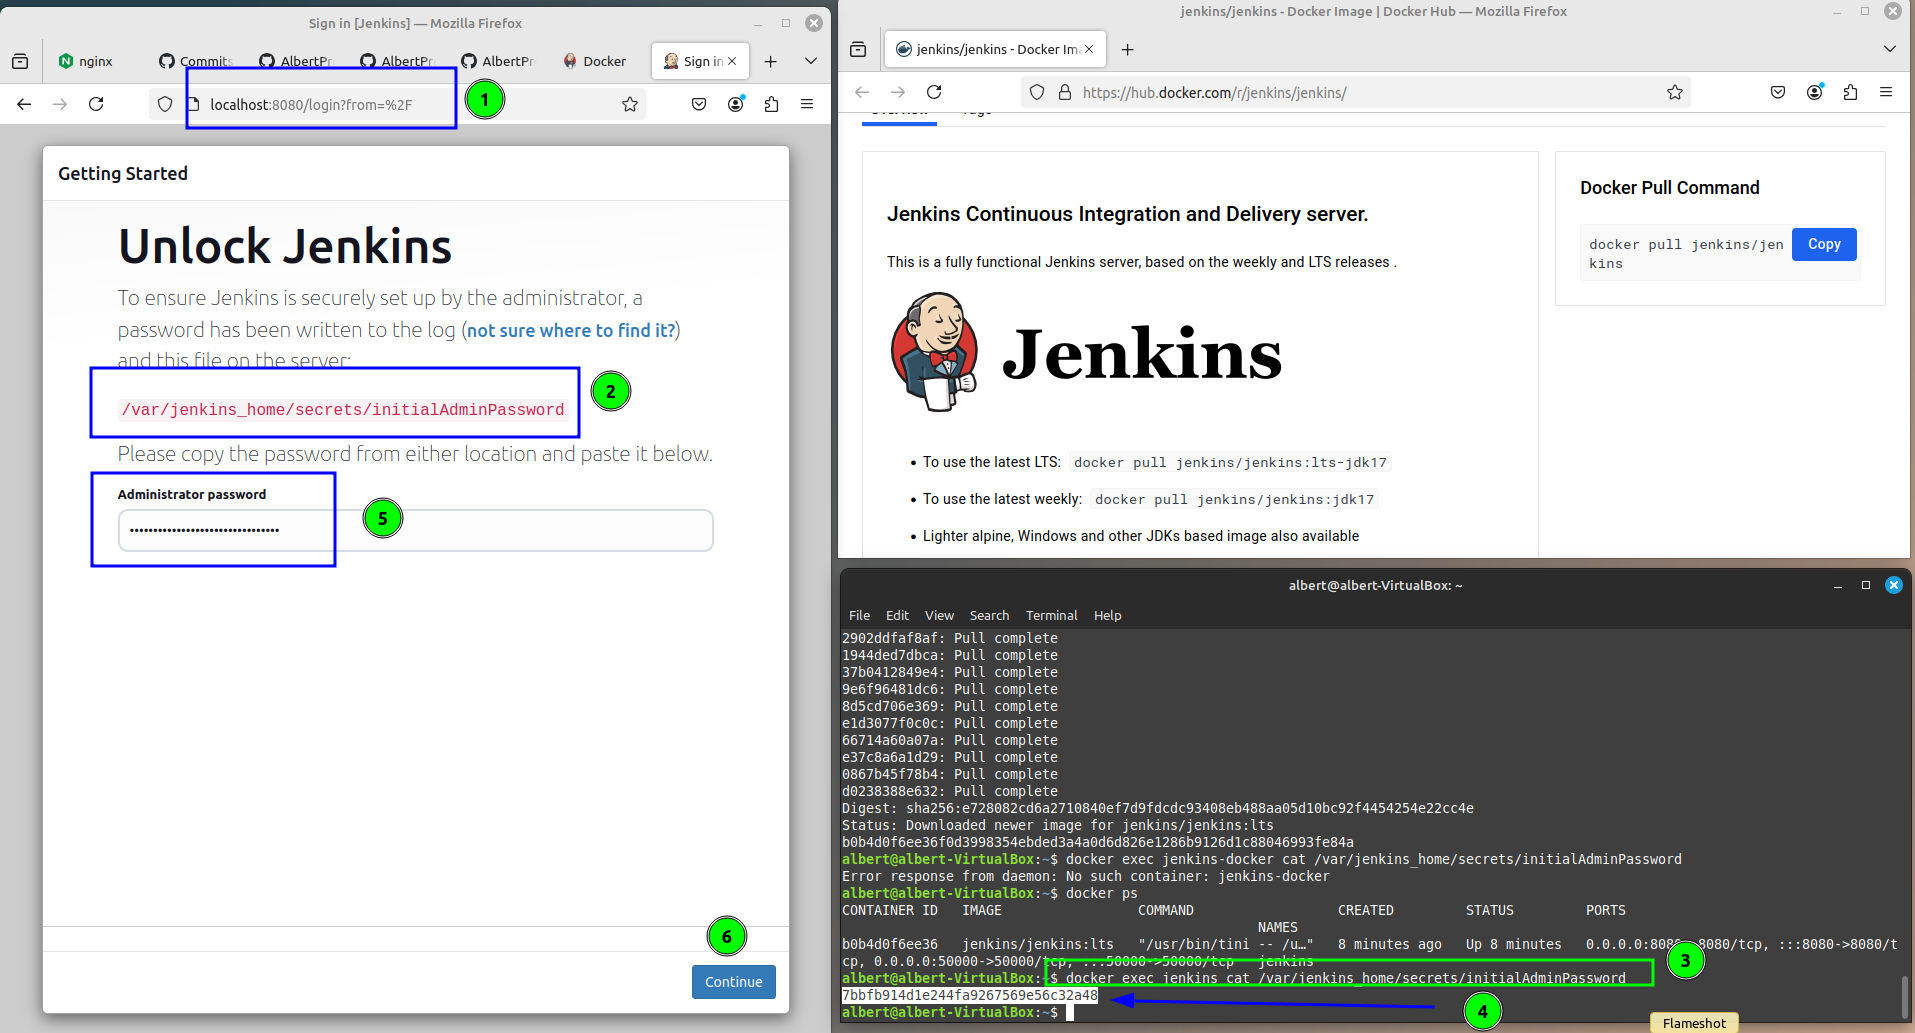 Sign in [Jenkins] — Mozilla Firefox
nginx
Commits
AlbertPr
AlbertPr
AlbertPr
Docker
Sign in
localhost:8080/login?from=%2F
1
Getting Started
Unlock Jenkins
To ensure Jenkins is securely set up by the administrator, a
password has been written to the log (not sure where to find it?)
and this file on the server:
/var/jenkins_home/secrets/initialAdminPassword
2
Please copy the password from either location and paste it below.
Administrator password
5
6
Continue
jenkins/jenkins - Docker Image | Docker Hub — Mozilla Firefox
jenkins/jenkins - Docker Im
https://hub.docker.com/r/jenkins/jenkins/
Overview Tags
Jenkins Continuous Integration and Delivery server.
This is a fully functional Jenkins server, based on the weekly and LTS releases .
Jenkins
• To use the latest LTS: docker pull jenkins/jenkins:lts-jdk17
• To use the latest weekly: docker pull jenkins/jenkins:jdk17
• Lighter alpine, Windows and other JDKs based image also available
Docker Pull Command
docker pull jenkins/jen
kins
Copy
albert@albert-VirtualBox: ~
File Edit View Search Terminal Help
2902ddfaf8af: Pull complete
1944ded7dbca: Pull complete
37b0412849e4: Pull complete
9e6f96481dc6: Pull complete
8d5cd706e369: Pull complete
e1d3077f0c0c: Pull complete
66714a60a07a: Pull complete
e37c8a6a1d29: Pull complete
0867b45f78b4: Pull complete
d0238388e632: Pull complete
Digest: sha256:e728082cd6a2710840ef7d9fdcdc93408eb488aa05d10bc92f4454254e22cc4e
Status: Downloaded newer image for jenkins/jenkins:lts
b0b4d0f6ee36f0d3998354ebded3a4a0d6d826e1286b9126d1c88046993fe84a
albert@albert-VirtualBox:~$ docker exec jenkins-docker cat /var/jenkins_home/secrets/initialAdminPassword
Error response from daemon: No such container: jenkins-docker
albert@albert-VirtualBox:~$ docker ps
CONTAINER ID IMAGE COMMAND CREATED STATUS PORTS
NAMES
b0b4d0f6ee36 jenkins/jenkins:lts "/usr/bin/tini -- /u…" 8 minutes ago Up 8 minutes 0.0.0.0:8080->8080/tcp, :::8080->8080/t
cp, 0.0.0.0:50000->50000/tcp, :::50000->50000/tcp jenkins
3
albert@albert-VirtualBox:~$ docker exec jenkins cat /var/jenkins_home/secrets/initialAdminPassword
7bbfb914d1e244fa9267569e56c32a48
4
albert@albert-VirtualBox:~$
Flameshot